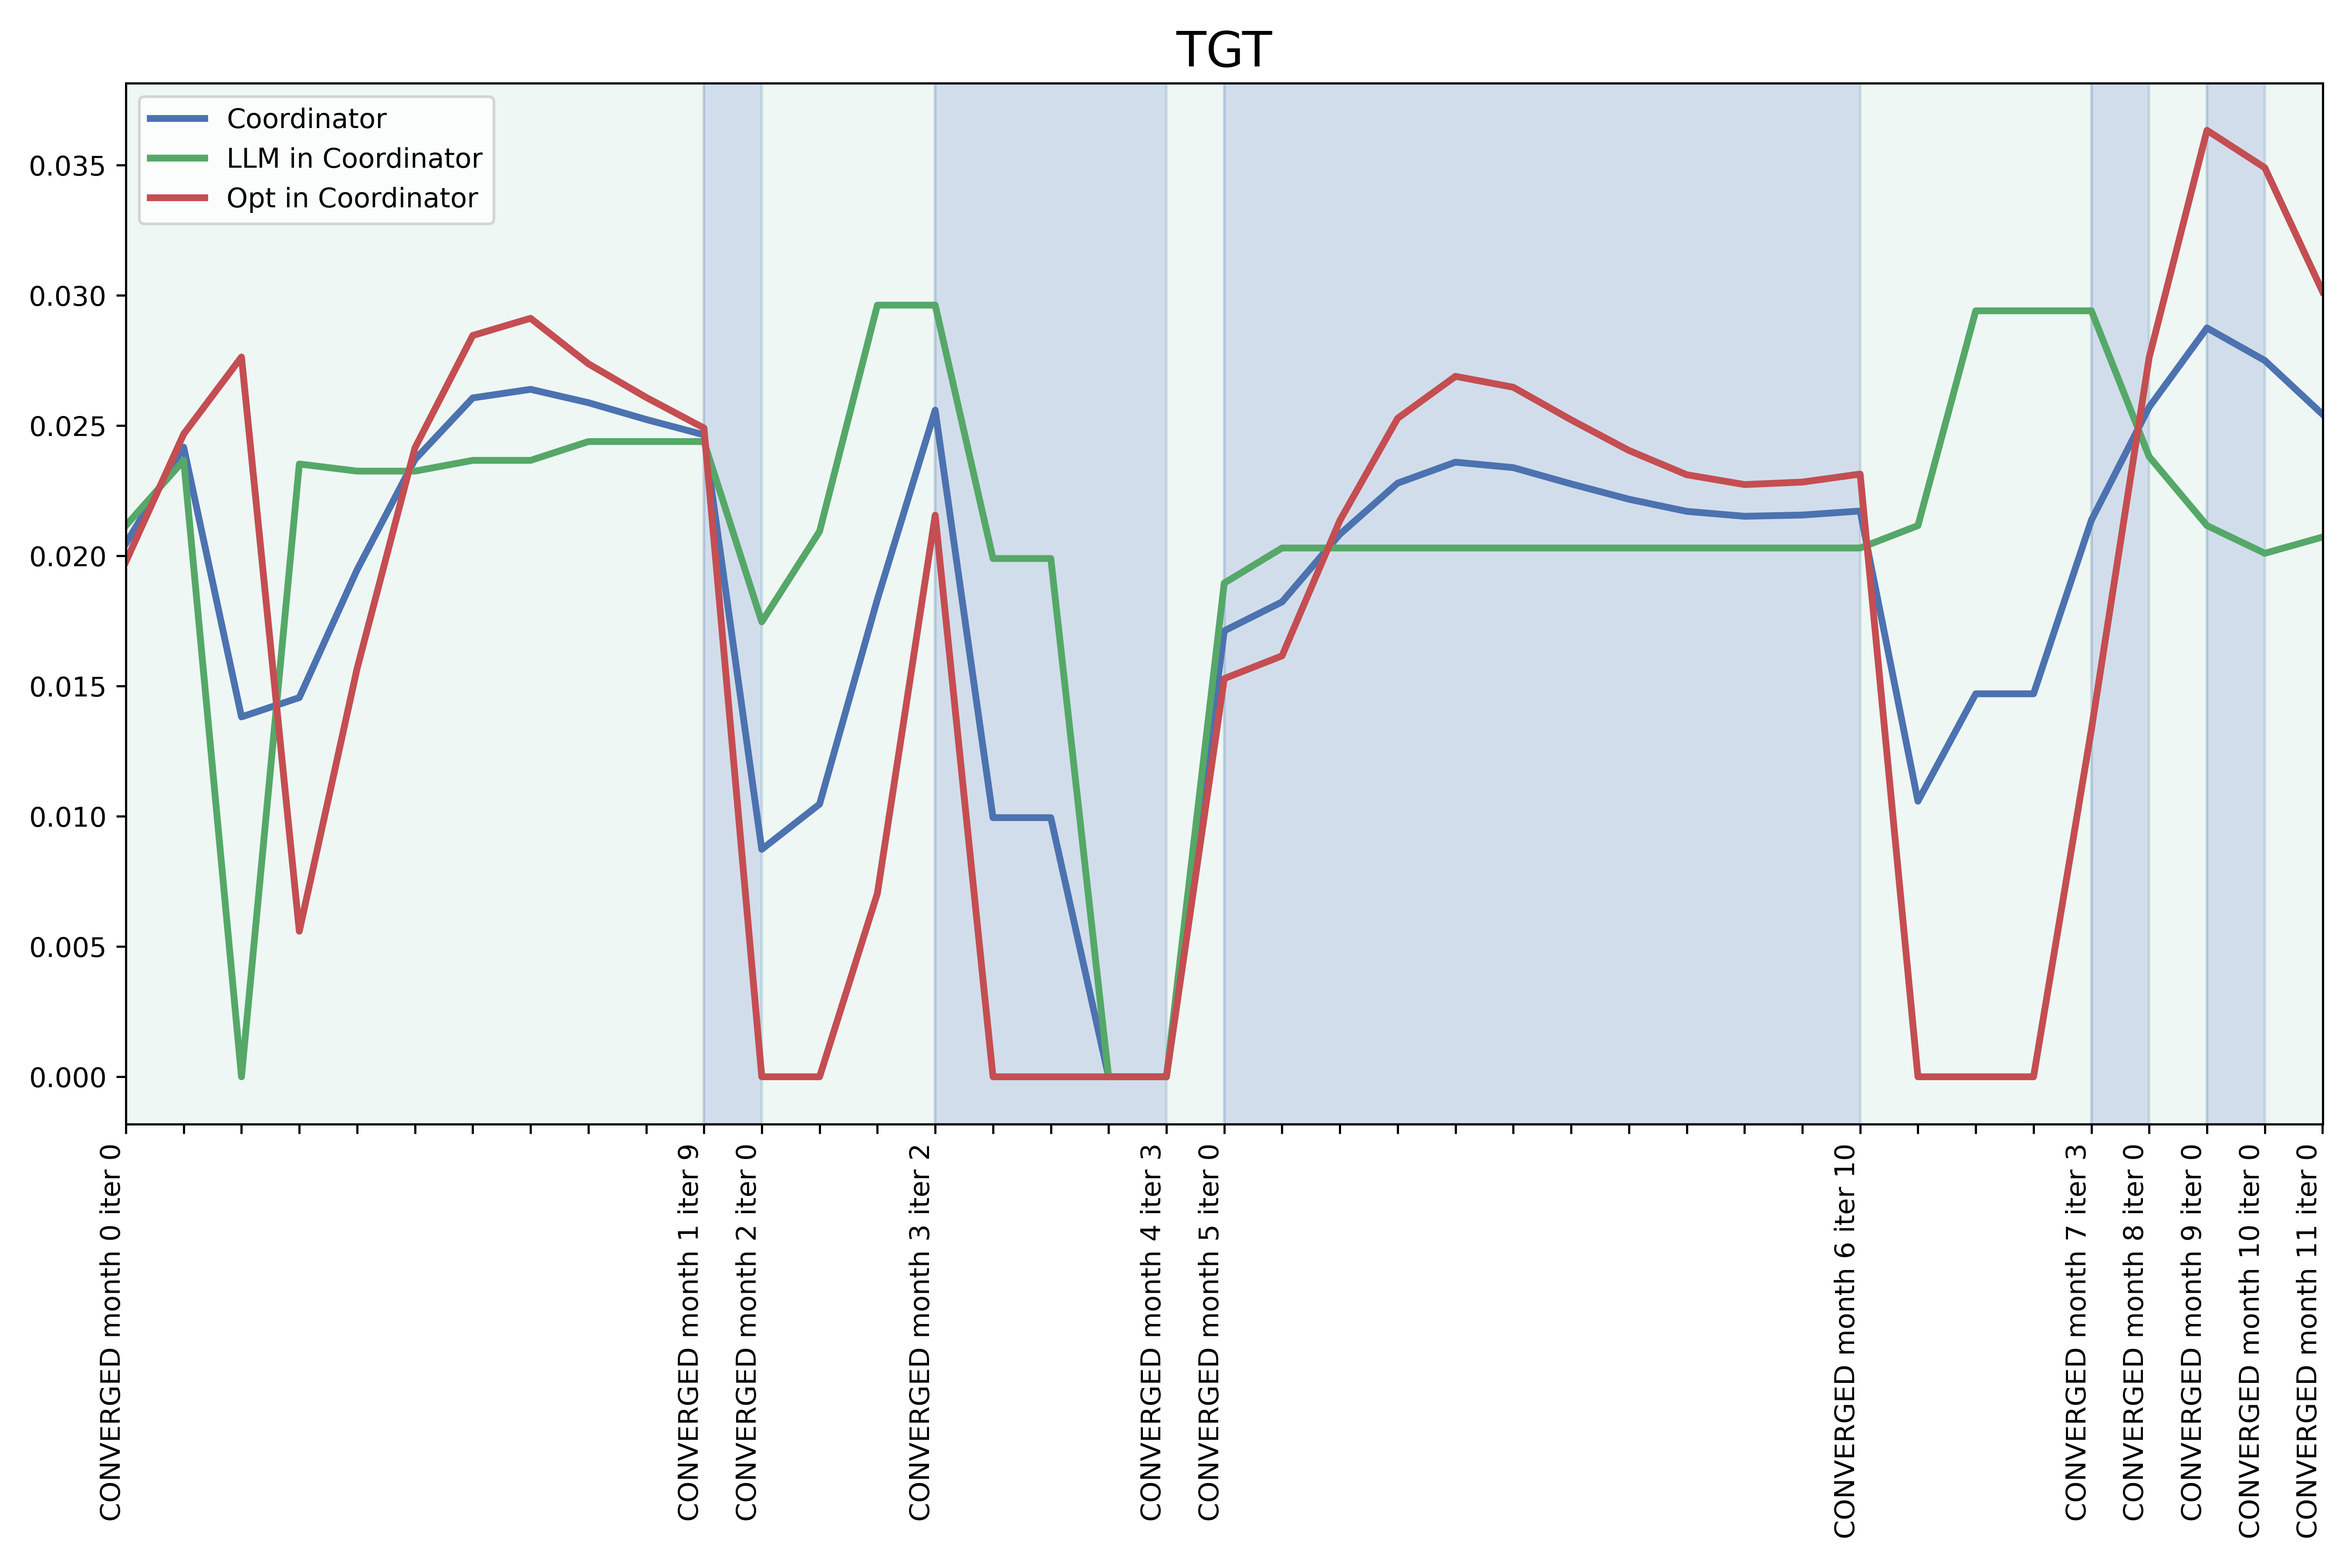 TGT
Coordinator
LLM in Coordinator
Opt in Coordinator
0.035
0.030
0.025
0.020
0.015
0.010
0.005
0.000
CONVERGED month 0 iter 0
CONVERGED month 1 iter 9
CONVERGED month 2 iter 0
CONVERGED month 3 iter 2
CONVERGED month 4 iter 3
CONVERGED month 5 iter 0
CONVERGED month 6 iter 10
CONVERGED month 7 iter 3
CONVERGED month 8 iter 0
CONVERGED month 9 iter 0
CONVERGED month 10 iter 0
CONVERGED month 11 iter 0